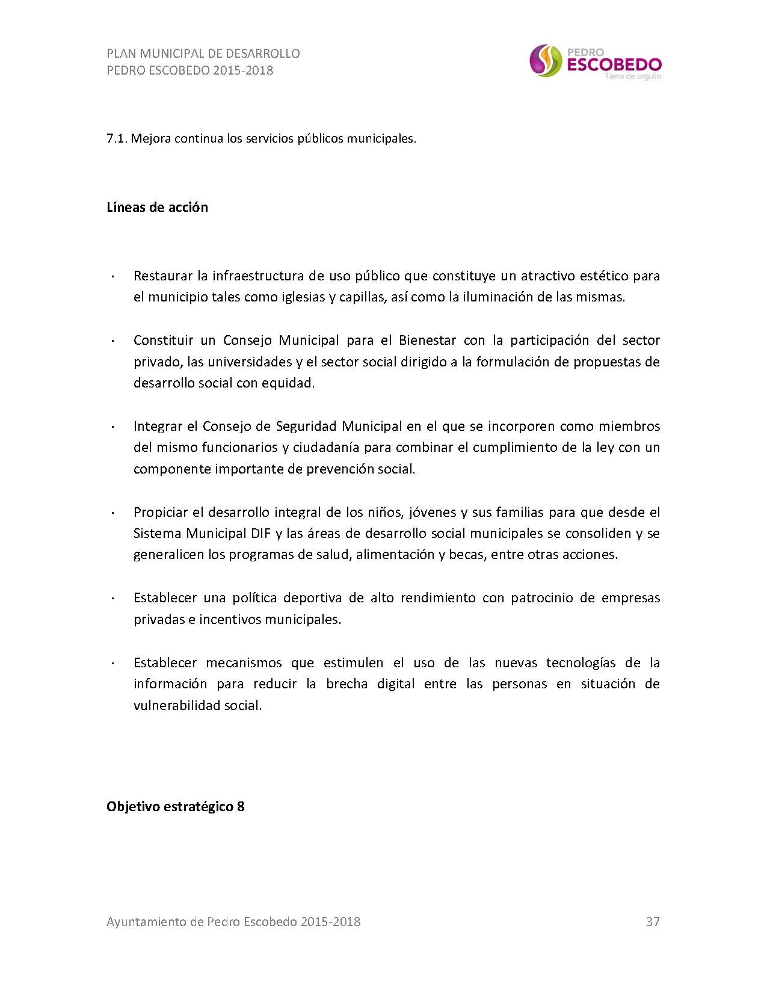 PLAN MUNICIPAL DE DESARROLLO
PEDRO ESCOBEDO 2015-2018
PEDRO
ESCOBEDO
Tierra de orgullo
7.1. Mejora continua los servicios públicos municipales.
Líneas de acción
· Restaurar la infraestructura de uso público que constituye un atractivo estético para
el municipio tales como iglesias y capillas, así como la iluminación de las mismas.
· Constituir un Consejo Municipal para el Bienestar con la participación del sector
privado, las universidades y el sector social dirigido a la formulación de propuestas de
desarrollo social con equidad.
· Integrar el Consejo de Seguridad Municipal en el que se incorporen como miembros
del mismo funcionarios y ciudadanía para combinar el cumplimiento de la ley con un
componente importante de prevención social.
· Propiciar el desarrollo integral de los niños, jóvenes y sus familias para que desde el
Sistema Municipal DIF y las áreas de desarrollo social municipales se consoliden y se
generalicen los programas de salud, alimentación y becas, entre otras acciones.
· Establecer una política deportiva de alto rendimiento con patrocinio de empresas
privadas e incentivos municipales.
· Establecer mecanismos que estimulen el uso de las nuevas tecnologías de la
información para reducir la brecha digital entre las personas en situación de
vulnerabilidad social.
Objetivo estratégico 8
Ayuntamiento de Pedro Escobedo 2015-2018 37